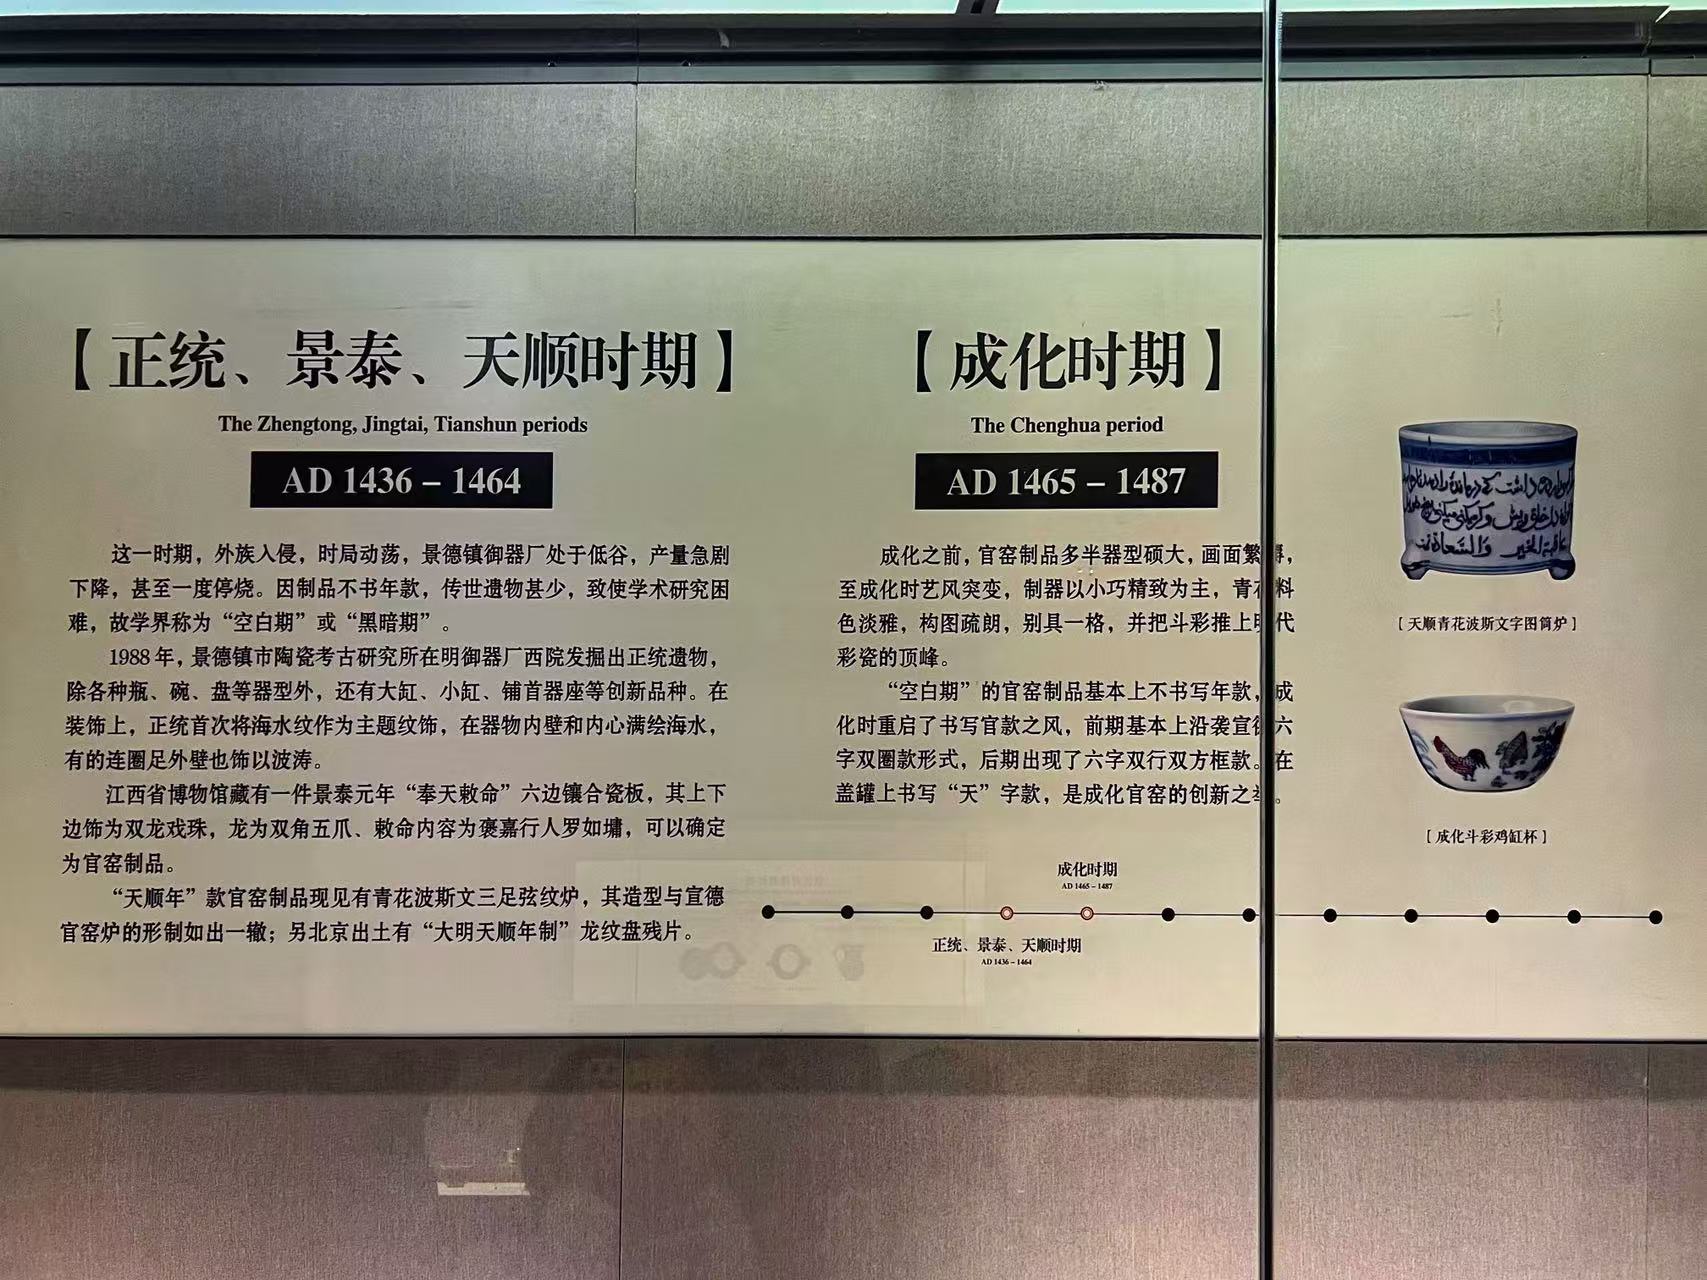 【正统、景泰、天顺时期】
The Zhengtong, Jingtai, Tianshun periods
AD 1436 – 1464
这一时期，外族入侵，时局动荡，景德镇御器厂处于低谷，产量急剧
下降，甚至一度停烧。因制品不书年款，传世遗物甚少，致使学术研究困
难，故学界称为“空白期”或“黑暗期”。
1988 年，景德镇市陶瓷考古研究所在明御器厂西院发掘出正统遗物，
除各种瓶、碗、盘等器型外，还有大缸、小缸、铺首器座等创新品种。在
装饰上，正统首次将海水纹作为主题纹饰，在器物内壁和内心满绘海水，
有的连圈足外壁也饰以波涛。
江西省博物馆藏有一件景泰元年“奉天敕命”六边镶合瓷板，其上下
边饰为双龙戏珠，龙为双角五爪、敕命内容为褒嘉行人罗如墉，可以确定
为官窑制品。
“天顺年”款官窑制品现见有青花波斯文三足弦纹炉，其造型与宣德
官窑炉的形制如出一辙；另北京出土有“大明天顺年制”龙纹盘残片。
【成化时期】
The Chenghua period
AD 1465 – 1487
成化之前，官窑制品多半器型硕大，画面繁，
至成化时艺风突变，制器以小巧精致为主，青花料
色淡雅，构图疏朗，别具一格，并把斗彩推上明代
彩瓷的顶峰。
“空白期”的官窑制品基本上不书写年款，成
化时重启了书写官款之风，前期基本上沿袭宣德六
字双圈款形式，后期出现了六字双行双方框款。在
盖罐上书写“天”字款，是成化官窑的创新之举。
[天顺青花波斯文字图筒炉]
[成化斗彩鸡缸杯]
成化时期
AD 1465 – 1487
正统、景泰、天顺时期
AD 1436 – 1464